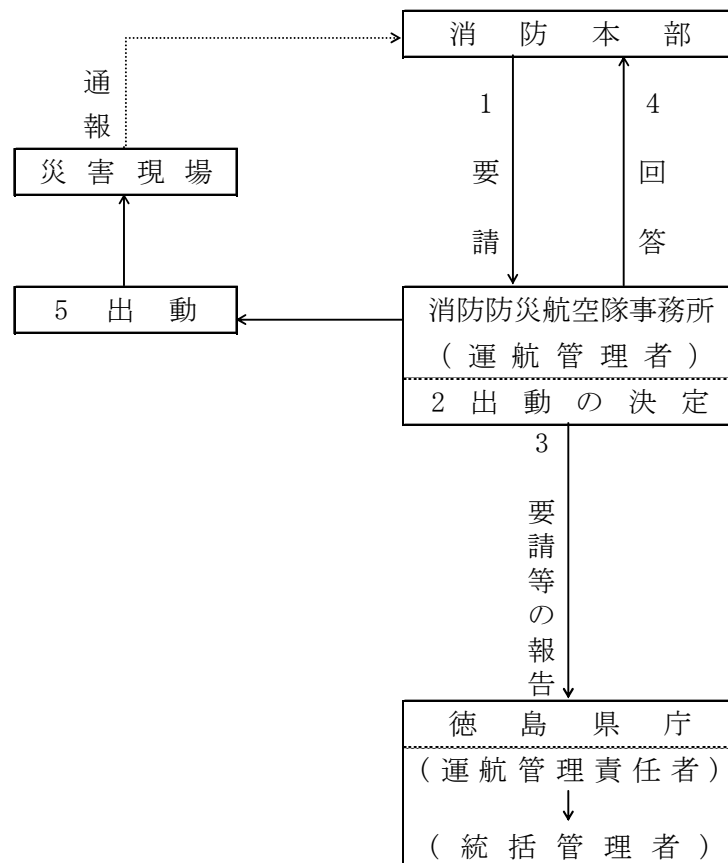 消防本部
通報
1要請
4回答
災害現場
5出動
消防防災航空隊事務所
(運航管理者)
2出動の決定
3要請等の報告
徳島県庁
(運航管理責任者)
(統括管理者)